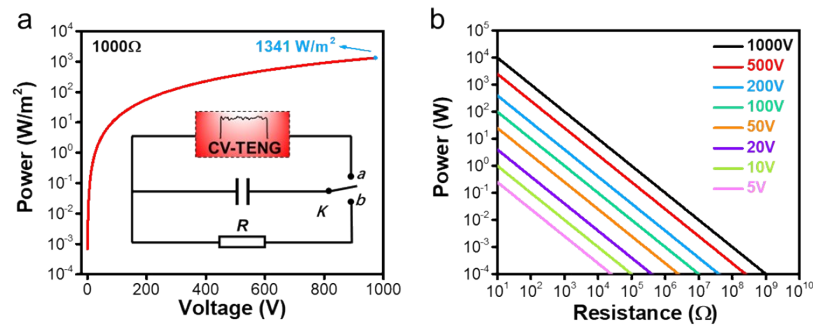 a
1000Ω
1341 W/m²
CV-TENG
a
b
K
R
Power (W/m²)
10⁴
10³
10²
10¹
10⁰
10⁻¹
10⁻²
10⁻³
10⁻⁴
0 200 400 600 800 1000
Voltage (V)
b
1000V
500V
200V
100V
50V
20V
10V
5V
Power (W)
10⁵
10⁴
10³
10²
10¹
10⁰
10⁻¹
10⁻²
10⁻³
10⁻⁴
10¹ 10² 10³ 10⁴ 10⁵ 10⁶ 10⁷ 10⁸ 10⁹ 10¹⁰
Resistance (Ω)